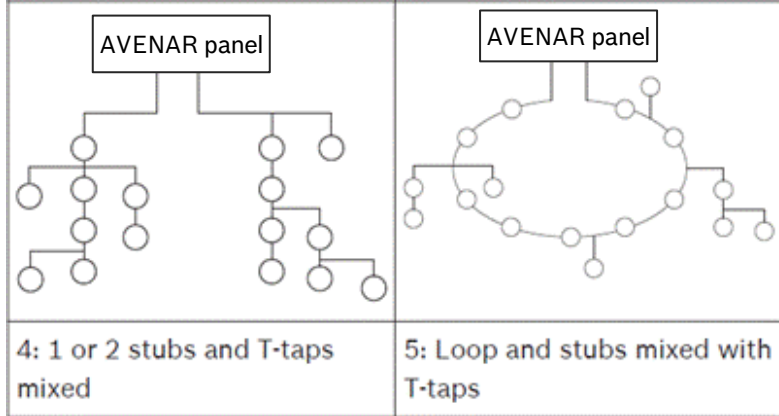 AVENAR panel
AVENAR panel
4: 1 or 2 stubs and T-taps
mixed
5: Loop and stubs mixed with
T-taps